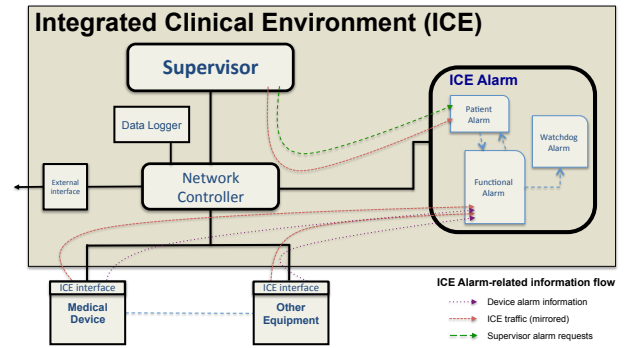 Integrated Clinical Environment (ICE)
Supervisor
ICE Alarm
Patient
Alarm
Data Logger
Watchdog
Alarm
External
interface
Network
Controller
Functional
Alarm
ICE interface
Medical
Device
ICE interface
Other
Equipment
ICE Alarm-related information flow
Device alarm information
ICE traffic (mirrored)
Supervisor alarm requests